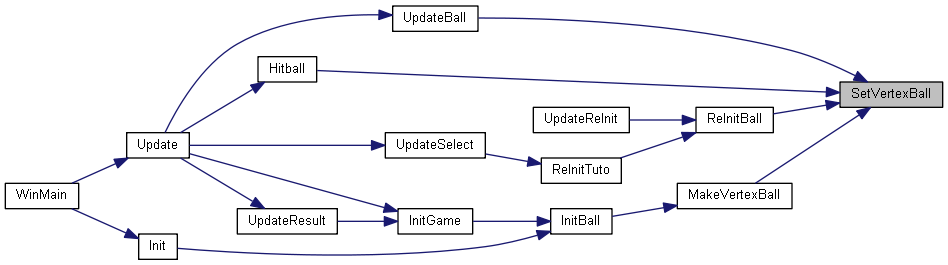 UpdateBall
Hitball
SetVertexBall
UpdateReInit
ReInitBall
Update
UpdateSelect
ReInitTuto
WinMain
MakeVertexBall
UpdateResult
InitGame
InitBall
Init